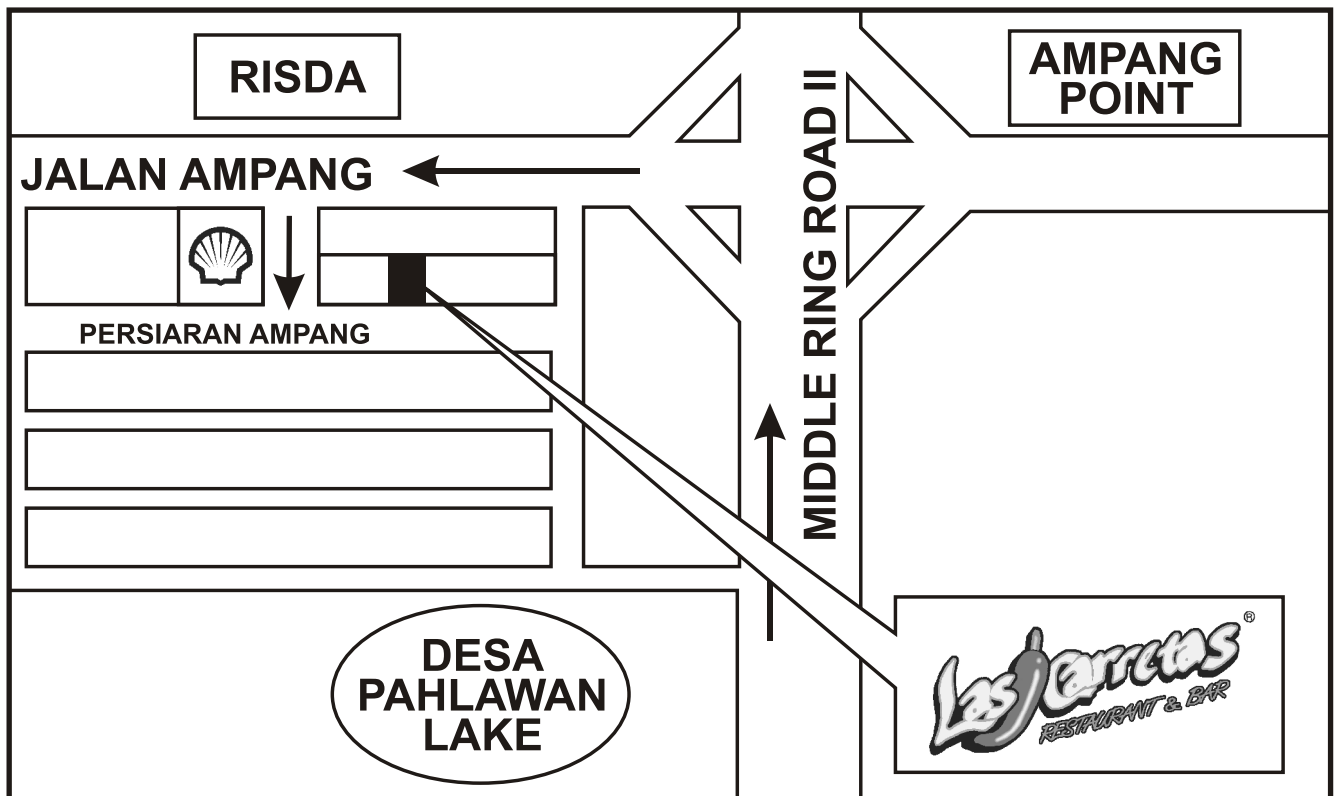 RISDA
AMPANG
POINT
JALAN AMPANG
MIDDLE RING ROAD II
PERSIARAN AMPANG
DESA
PAHLAWAN
LAKE
Las Carretas ®
RESTAURANT & BAR